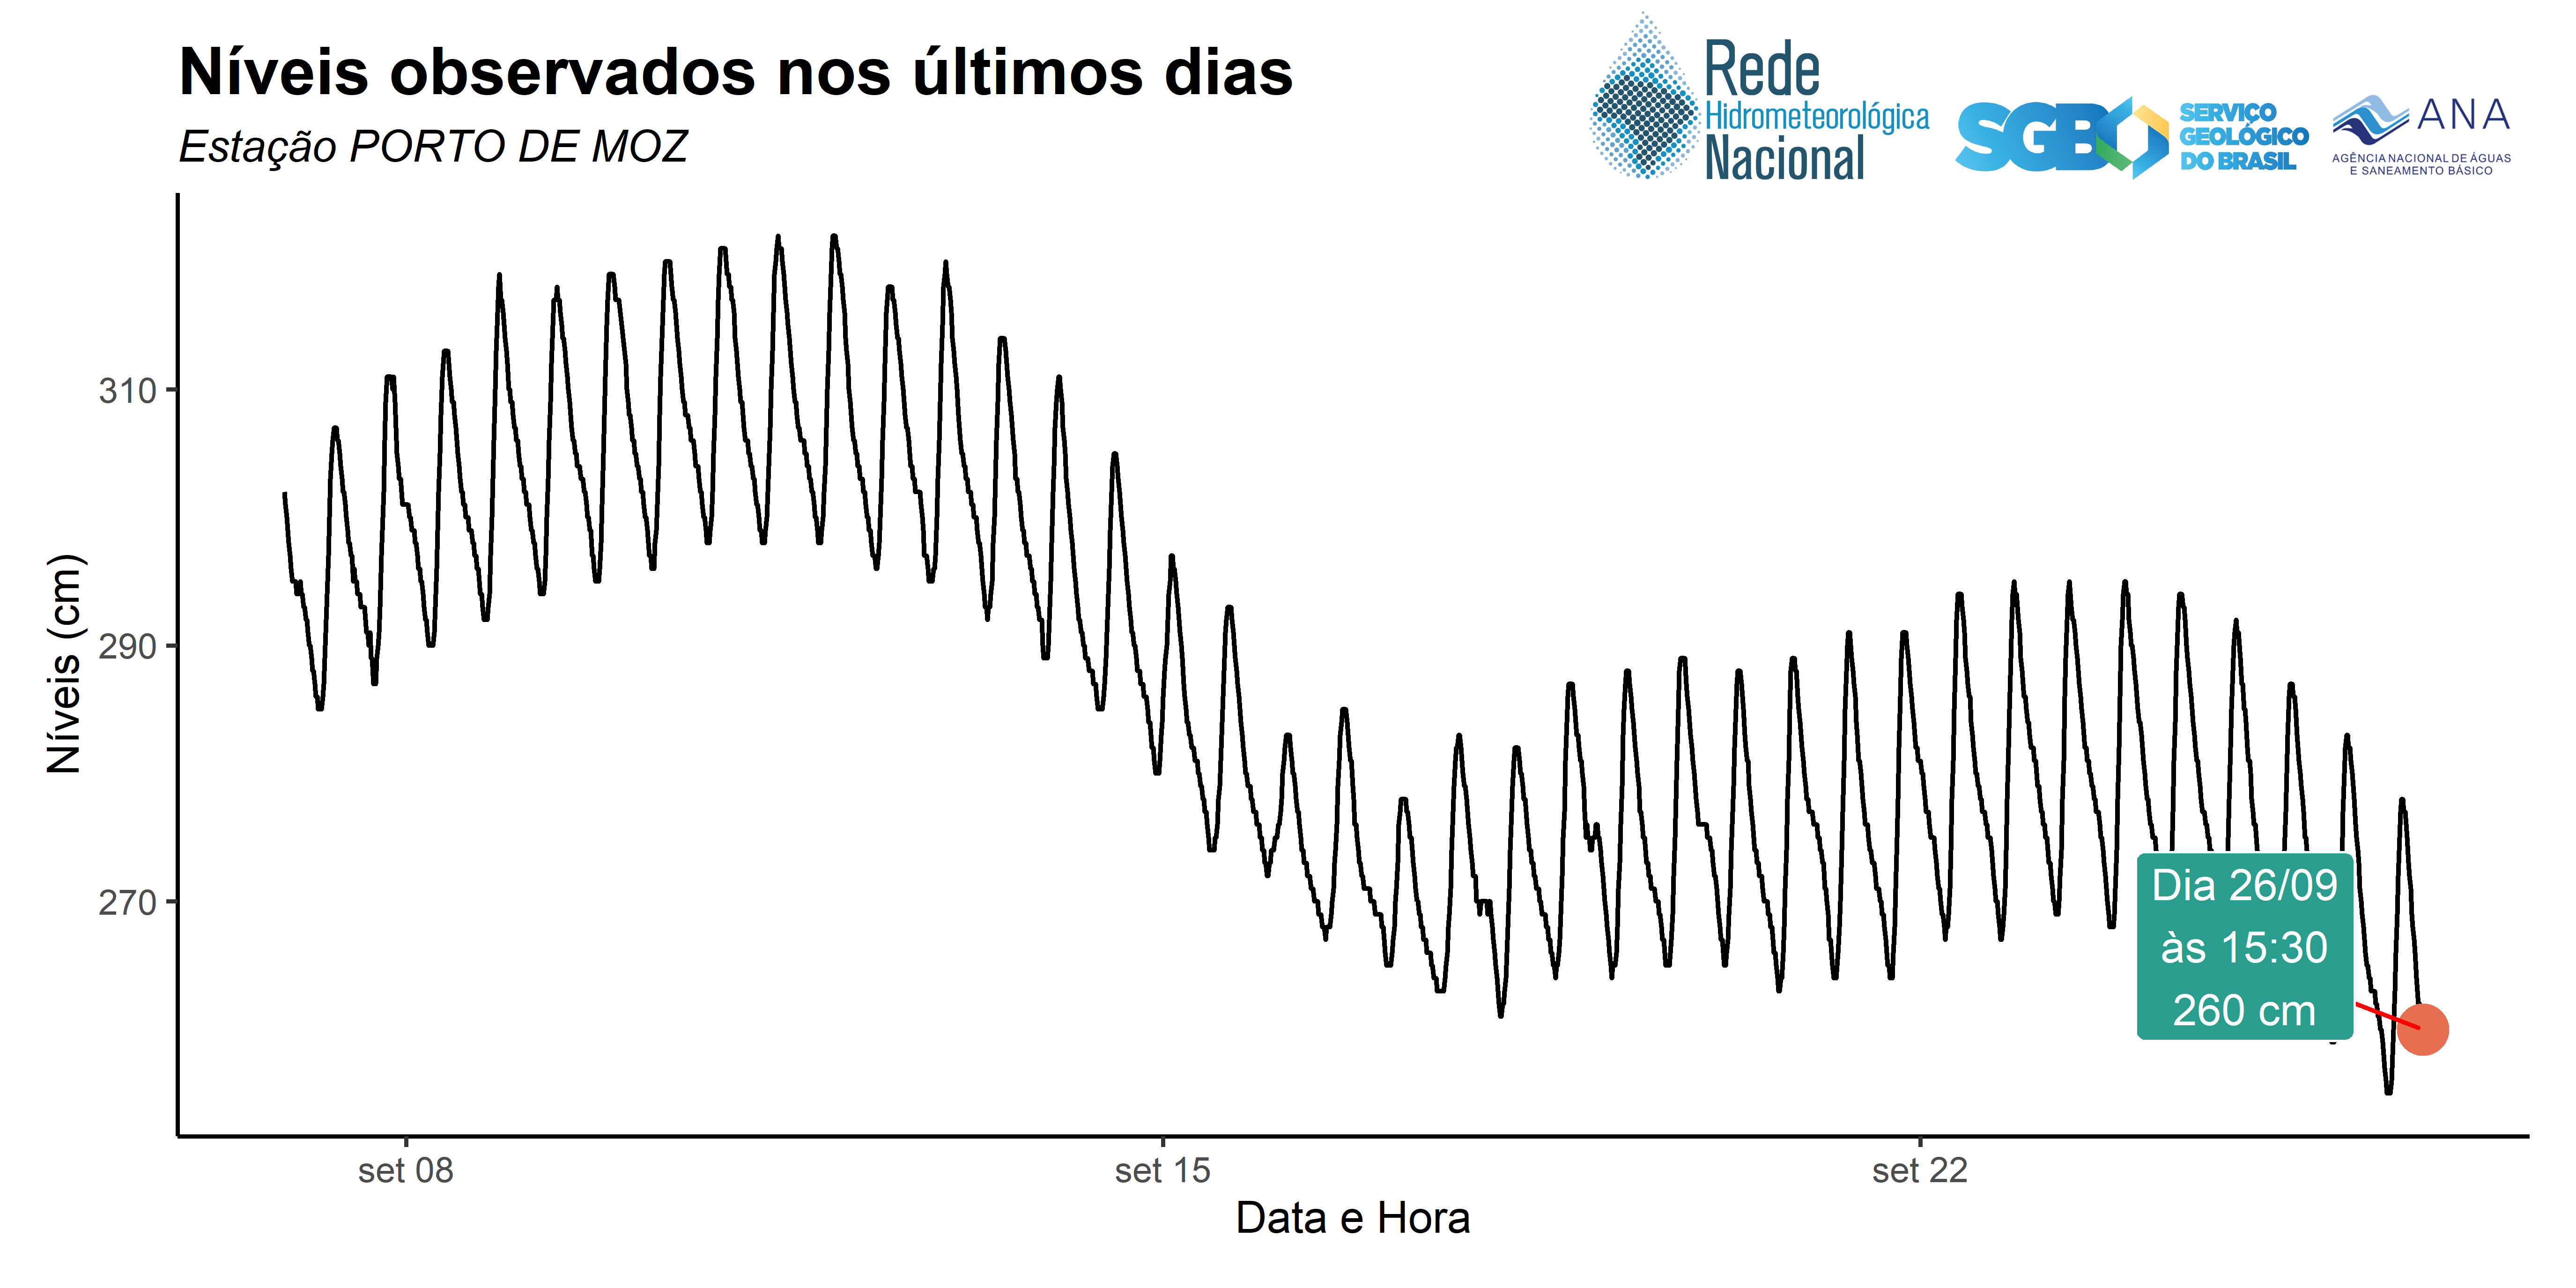 Níveis observados nos últimos dias
Estação PORTO DE MOZ
Rede
Hidrometeorológica
Nacional
SGB
SERVIÇO
GEOLÓGICO
DO BRASIL
ANA
AGÊNCIA NACIONAL DE ÁGUAS
E SANEAMENTO BÁSICO
Níveis (cm)
310
290
270
Dia 26/09
às 15:30
260 cm
set 08
set 15
set 22
Data e Hora